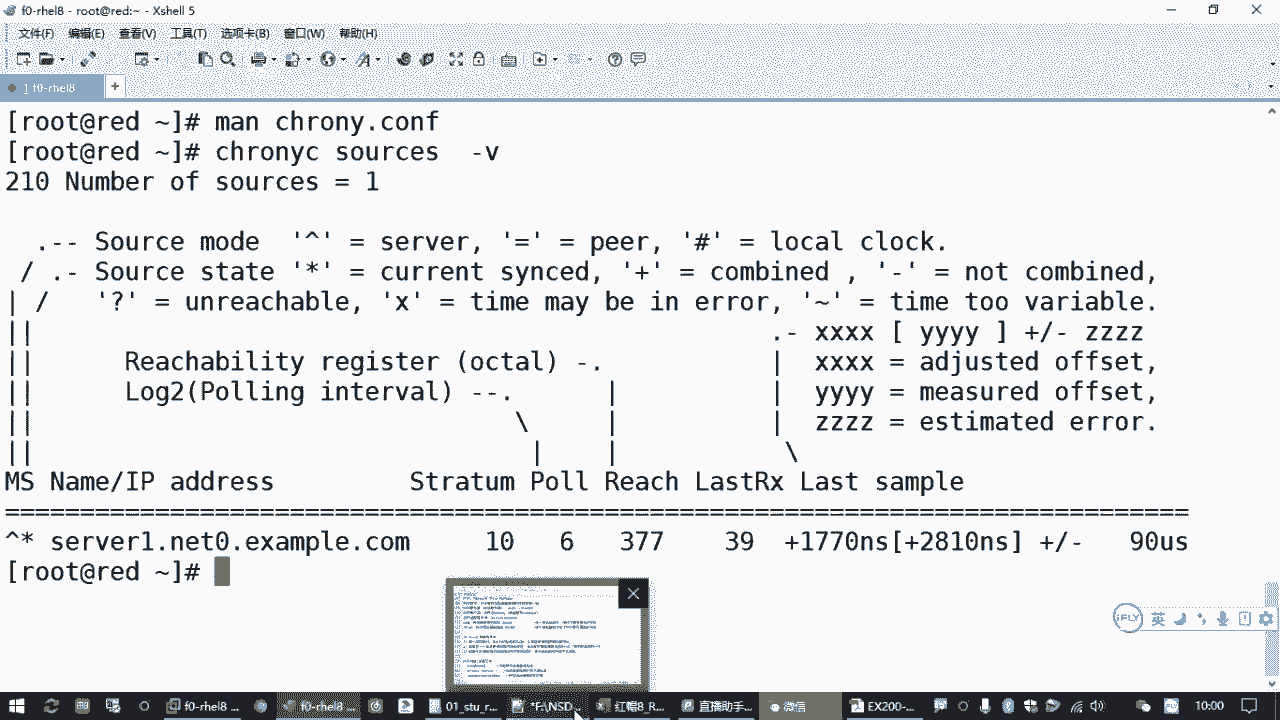 f0-rhel8 - root@red:~ - Xshell 5
文件(F) 编辑(E) 查看(V) 工具(T) 选项卡(B) 窗口(W) 帮助(H)
1 f0-rhel8
[root@red ~]# man chrony.conf
[root@red ~]# chronyc sources  -v
210 Number of sources = 1
  .-- Source mode  '^' = server, '=' = peer, '#' = local clock.
 / .- Source state '*' = current synced, '+' = combined , '-' = not combined,
| /   '?' = unreachable, 'x' = time may be in error, '~' = time too variable.
||                                                 .- xxxx [ yyyy ] +/- zzzz
||      Reachability register (octal) -.           |  xxxx = adjusted offset,
||      Log2(Polling interval) --.      |          |  yyyy = measured offset,
||                                \     |          |  zzzz = estimated error.
||                                 |    |           \
MS Name/IP address         Stratum Poll Reach LastRx Last sample
===============================================================================
^* server1.net0.example.com     10   6   377    39  +1770ns[+2810ns] +/-   90us
[root@red ~]#
iFLY 英
f0-rhel8 ... f0-rhel8 ... 01_stu_r... *F:\NSD... 红帽8_R... 直播助手... 微信 EX200-... 英 10:00